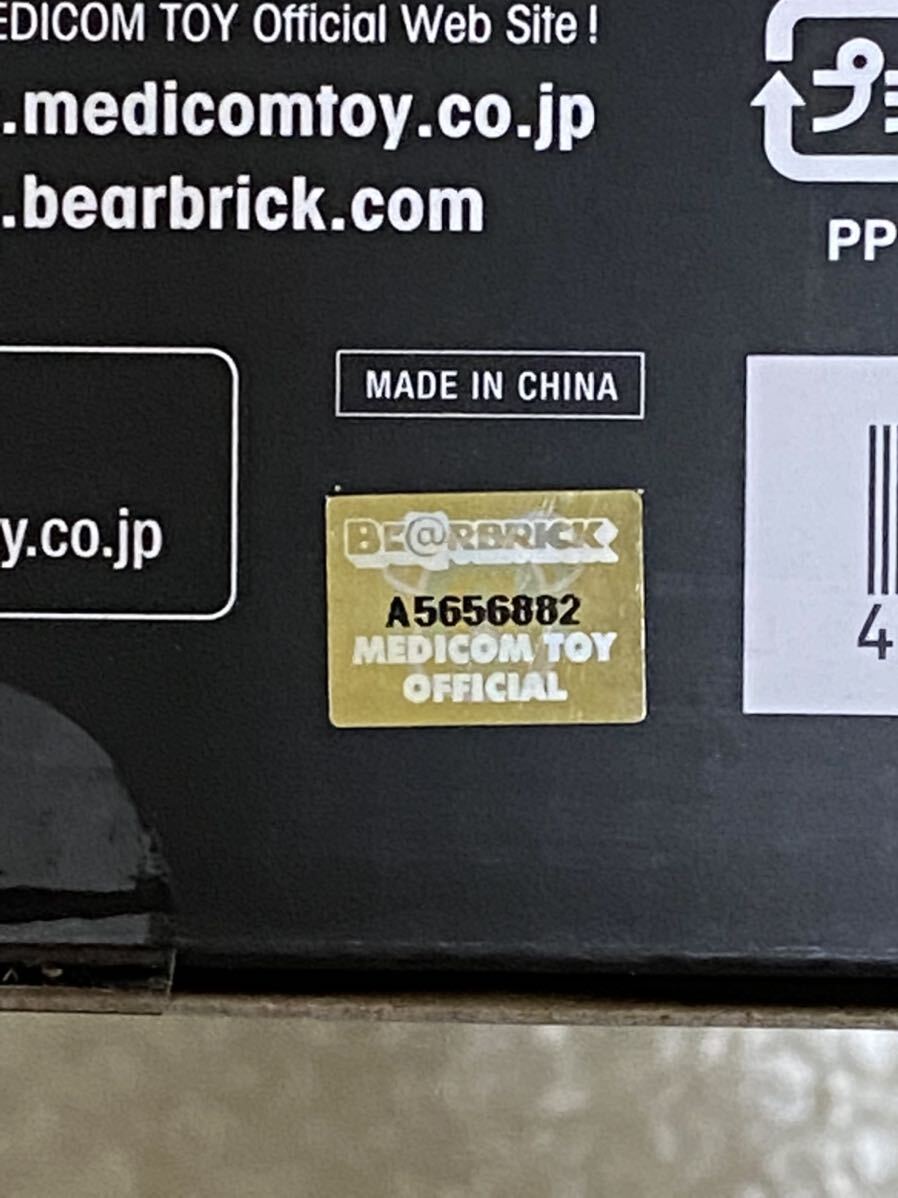 EDICOM TOY Official Web Site !
.medicomtoy.co.jp
.bearbrick.com
プ
PP
MADE IN CHINA
y.co.jp
BE@RBRICK
A5656882
MEDICOM TOY
OFFICIAL
4